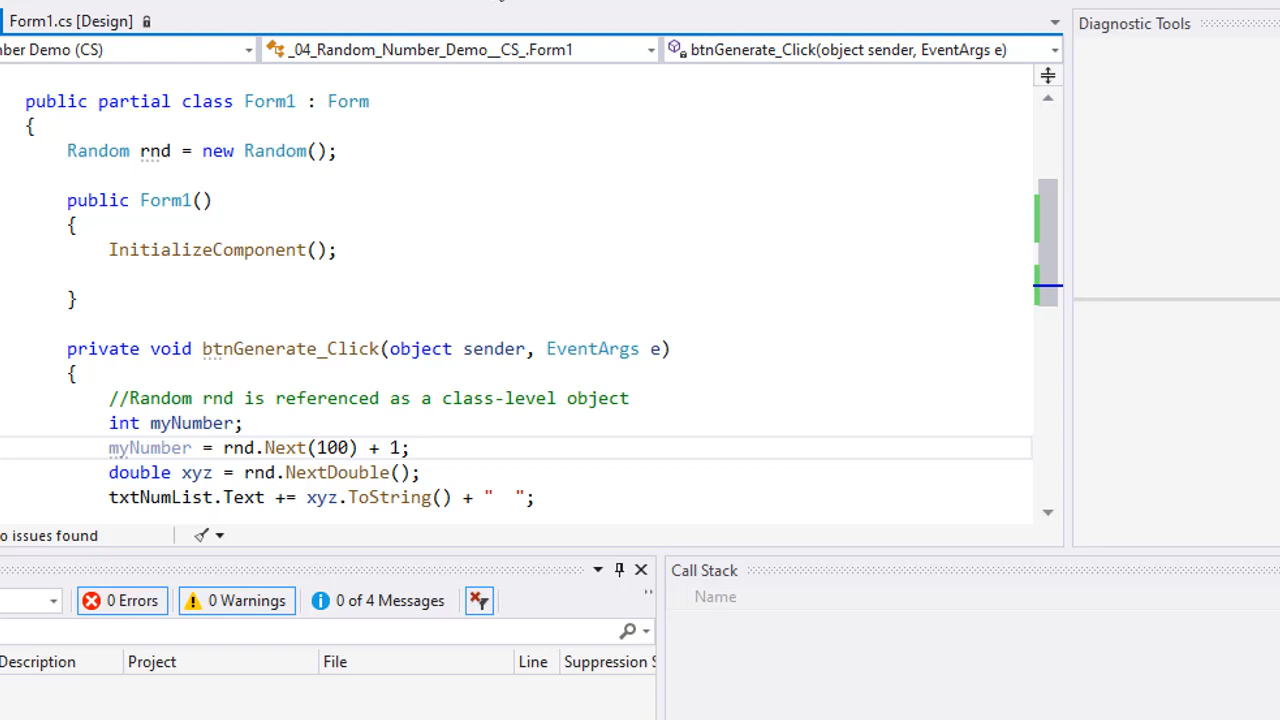 Form1.cs [Design]
Diagnostic Tools
ber Demo (CS)
_04_Random_Number_Demo__CS_.Form1
btnGenerate_Click(object sender, EventArgs e)
public partial class Form1 : Form
{
Random rnd = new Random();
public Form1()
{
InitializeComponent();
}
private void btnGenerate_Click(object sender, EventArgs e)
{
//Random rnd is referenced as a class-level object
int myNumber;
myNumber = rnd.Next(100) + 1;
double xyz = rnd.NextDouble();
txtNumList.Text += xyz.ToString() + "  ";
o issues found
Call Stack
0 Errors
0 Warnings
0 of 4 Messages
Name
Description
Project
File
Line
Suppression S